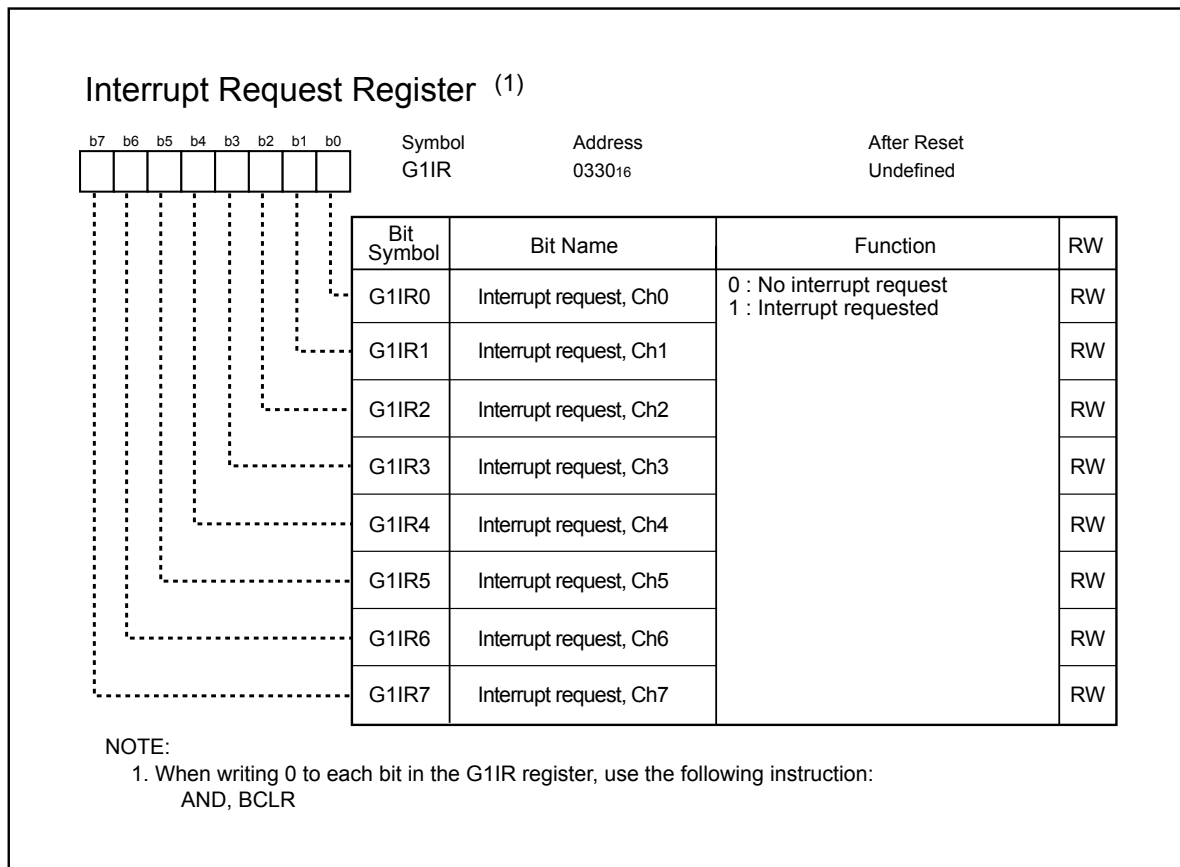 Interrupt Request Register (1)
b7 b6 b5 b4 b3 b2 b1 b0
Symbol Address After Reset
G1IR 033016 Undefined
Bit Symbol Bit Name Function RW
G1IR0 Interrupt request, Ch0 0 : No interrupt request RW
1 : Interrupt requested
G1IR1 Interrupt request, Ch1 RW
G1IR2 Interrupt request, Ch2 RW
G1IR3 Interrupt request, Ch3 RW
G1IR4 Interrupt request, Ch4 RW
G1IR5 Interrupt request, Ch5 RW
G1IR6 Interrupt request, Ch6 RW
G1IR7 Interrupt request, Ch7 RW
NOTE:
1. When writing 0 to each bit in the G1IR register, use the following instruction:
AND, BCLR